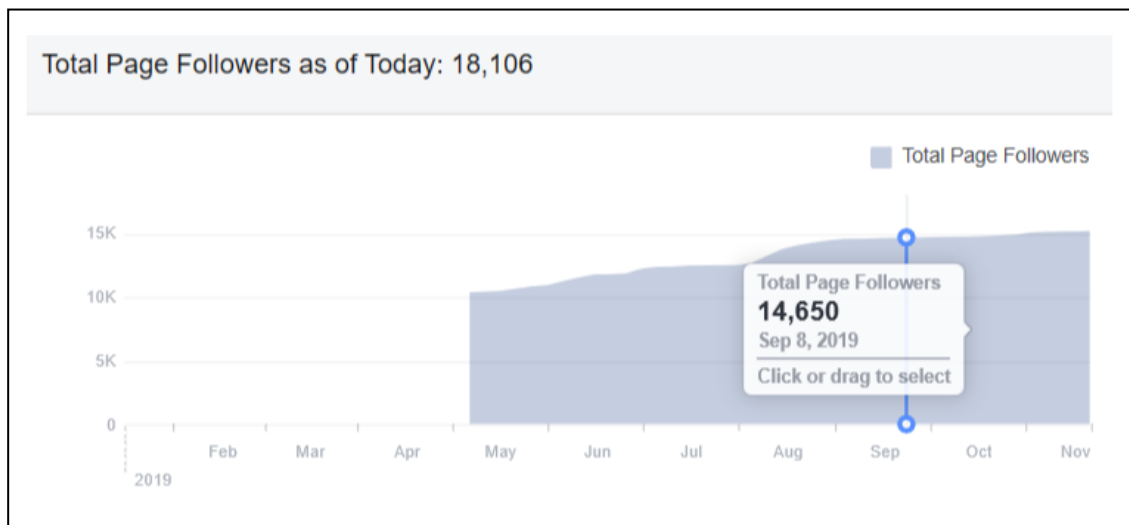 Total Page Followers as of Today: 18,106
Total Page Followers
15K
10K
5K
0
Total Page Followers
14,650
Sep 8, 2019
Click or drag to select
Feb Mar Apr May Jun Jul Aug Sep Oct Nov
2019